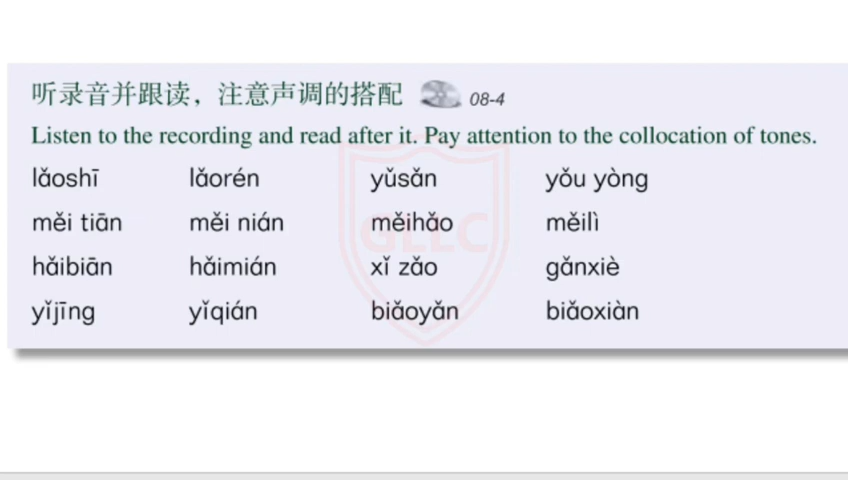 听录音并跟读，注意声调的搭配 08-4
Listen to the recording and read after it. Pay attention to the collocation of tones.
lǎoshī lǎorén yǔsǎn yǒu yòng
měi tiān měi nián měihǎo měilì
GLLC
hǎibiān hǎimián xǐ zǎo gǎnxiè
yǐjīng yǐqián biǎoyǎn biǎoxiàn